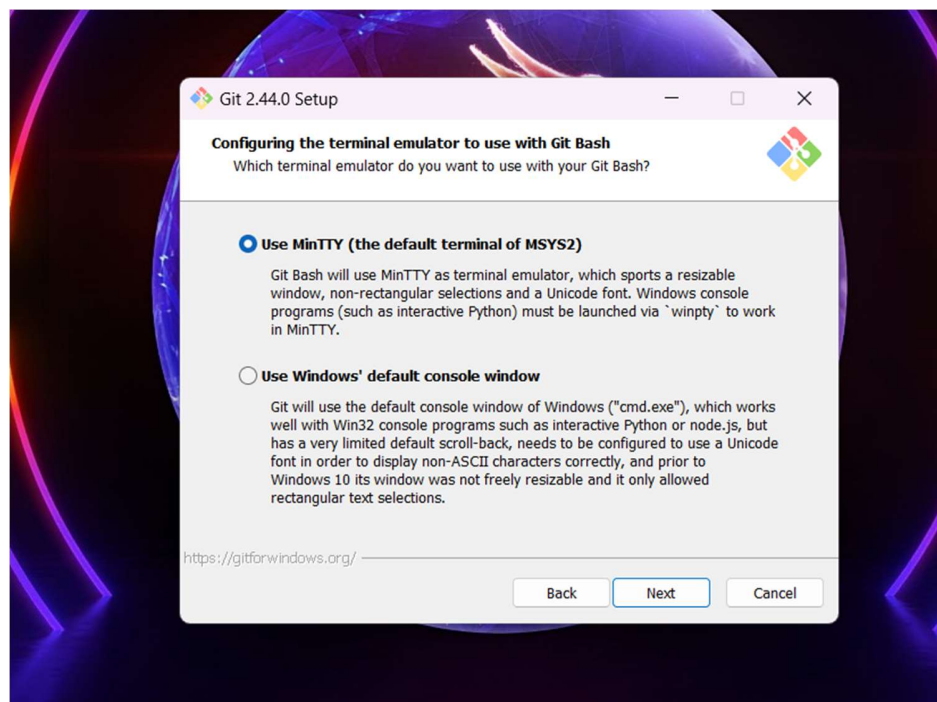 Git 2.44.0 Setup
Configuring the terminal emulator to use with Git Bash
Which terminal emulator do you want to use with your Git Bash?
Use MinTTY (the default terminal of MSYS2)
Git Bash will use MinTTY as terminal emulator, which sports a resizable
window, non-rectangular selections and a Unicode font. Windows console
programs (such as interactive Python) must be launched via `winpty` to work
in MinTTY.
Use Windows' default console window
Git will use the default console window of Windows ("cmd.exe"), which works
well with Win32 console programs such as interactive Python or node.js, but
has a very limited default scroll-back, needs to be configured to use a Unicode
font in order to display non-ASCII characters correctly, and prior to
Windows 10 its window was not freely resizable and it only allowed
rectangular text selections.
https://gitforwindows.org/
Back Next Cancel